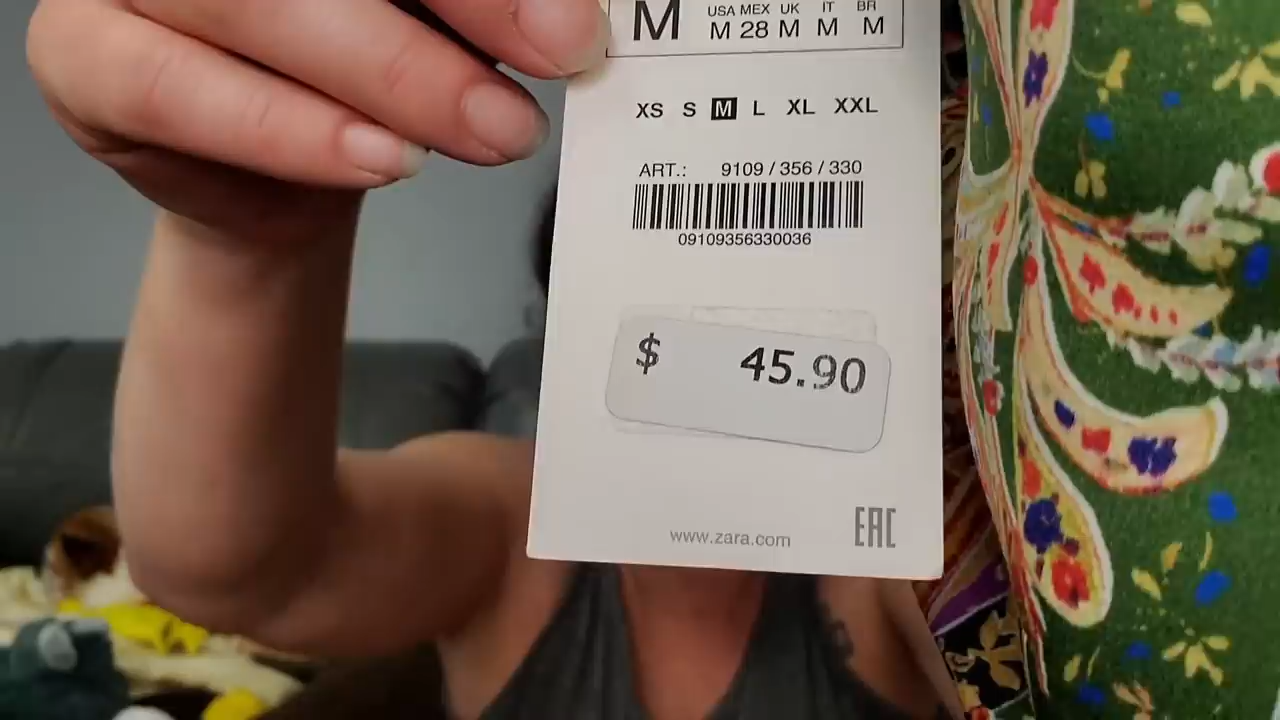 M USA MEX UK IT BR
M 28 M M M
XS S M L XL XXL
ART.: 9109 / 356 / 330
09109356330036
$ 45.90
www.zara.com EAC